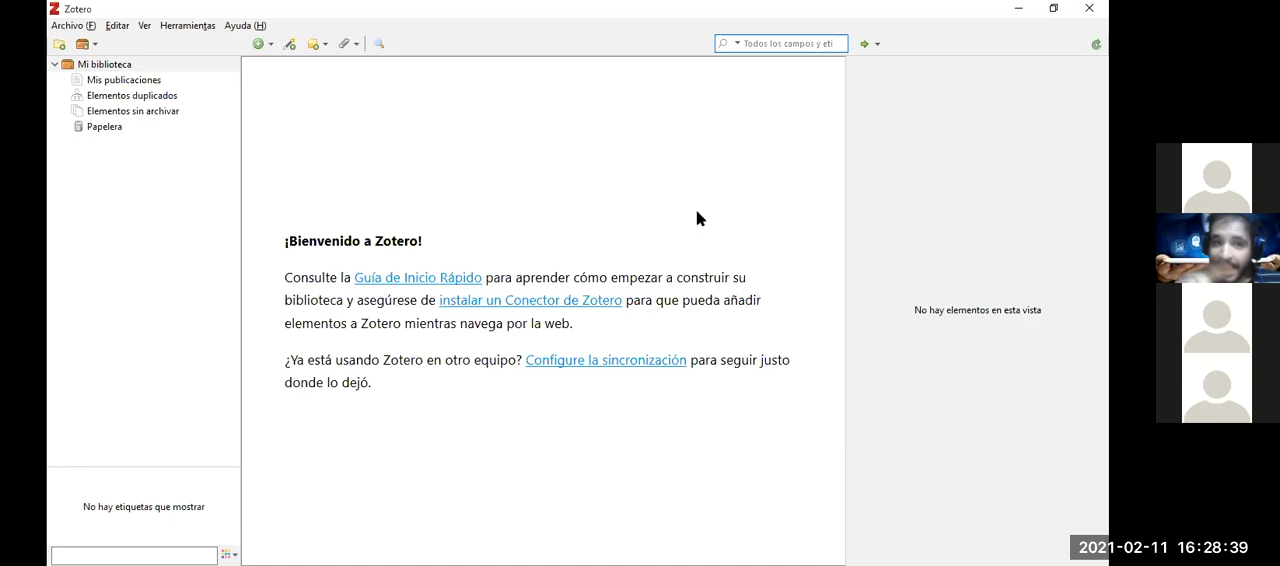 Zotero
Archivo (F) Editar Ver Herramientas Ayuda (H)
Todos los campos y eti
Mi biblioteca
Mis publicaciones
Elementos duplicados
Elementos sin archivar
Papelera
¡Bienvenido a Zotero!
Consulte la Guía de Inicio Rápido para aprender cómo empezar a construir su
biblioteca y asegúrese de instalar un Conector de Zotero para que pueda añadir
elementos a Zotero mientras navega por la web.
¿Ya está usando Zotero en otro equipo? Configure la sincronización para seguir justo
donde lo dejó.
No hay elementos en esta vista
No hay etiquetas que mostrar
2021-02-11 16:28:39